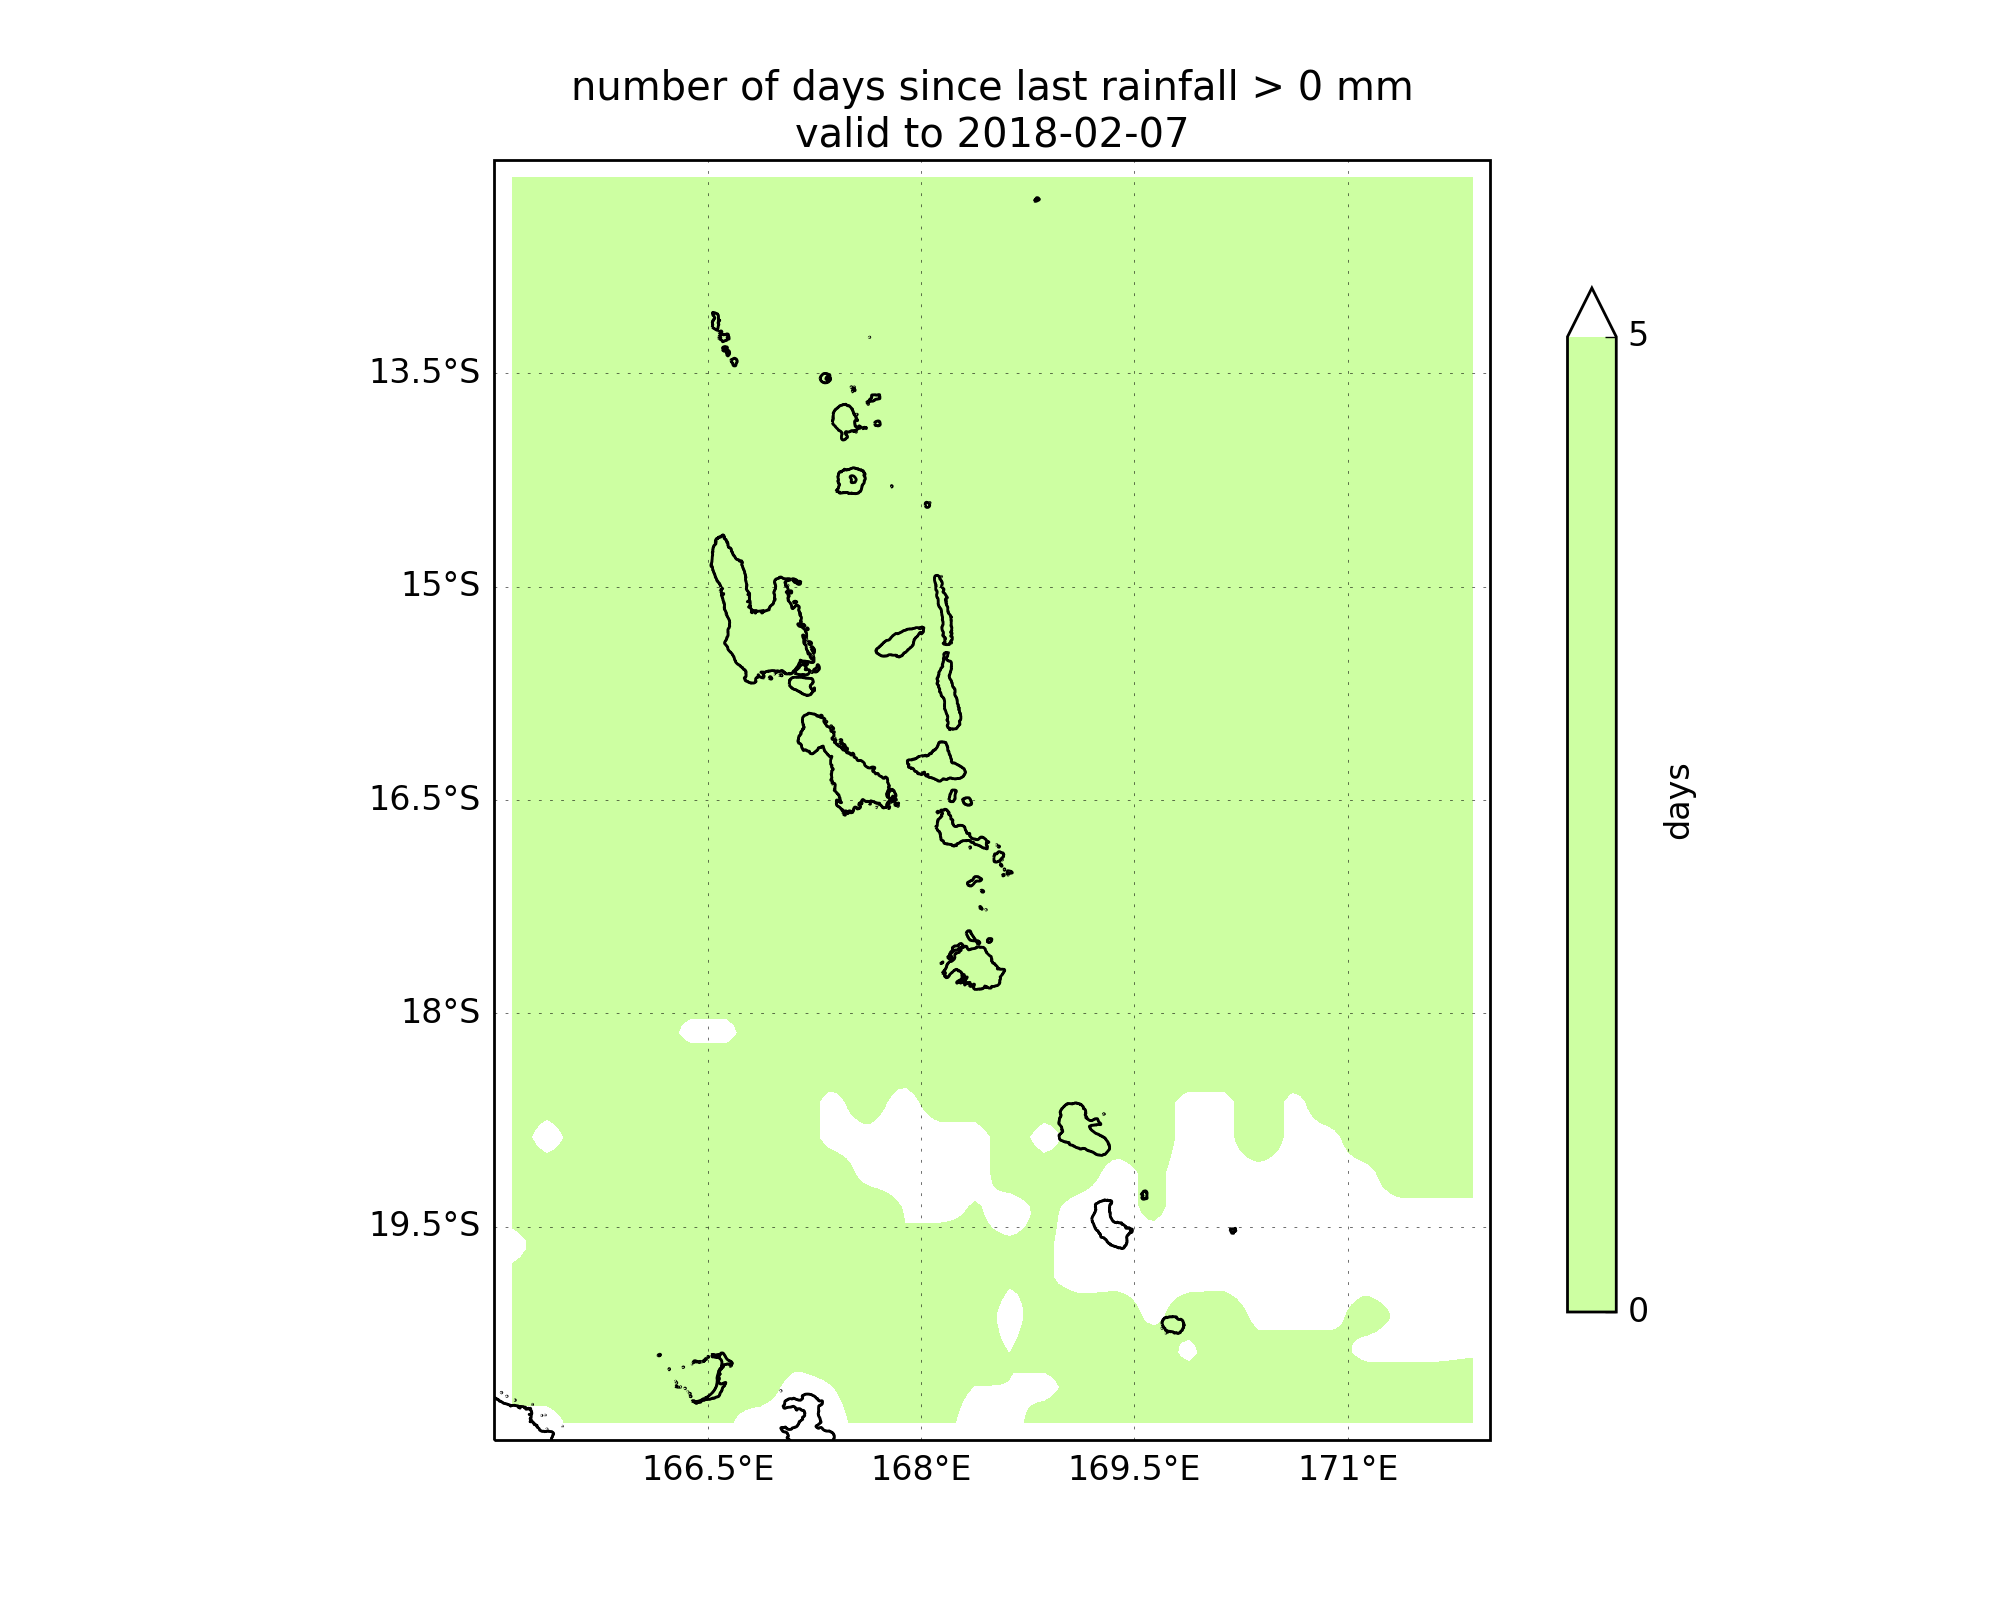 number of days since last rainfall > 0 mm
valid to 2018-02-07
13.5°S
15°S
16.5°S
18°S
19.5°S
166.5°E
168°E
169.5°E
171°E
5
0
days